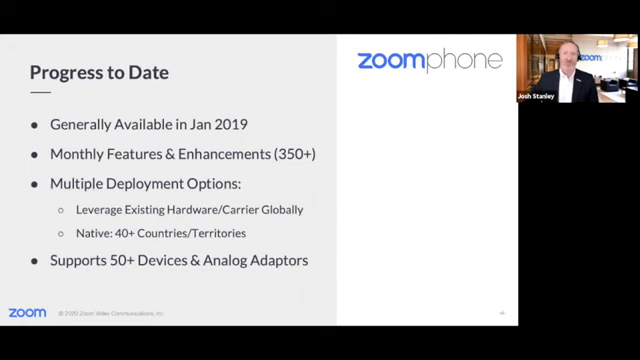 Progress to Date
zoomphone
Generally Available in Jan 2019
Monthly Features & Enhancements (350+)
Multiple Deployment Options:
Leverage Existing Hardware/Carrier Globally
Native: 40+ Countries/Territories
Supports 50+ Devices & Analog Adaptors
zoom
© 2020 Zoom Video Communications, Inc.
zoomphone
Josh Stanley